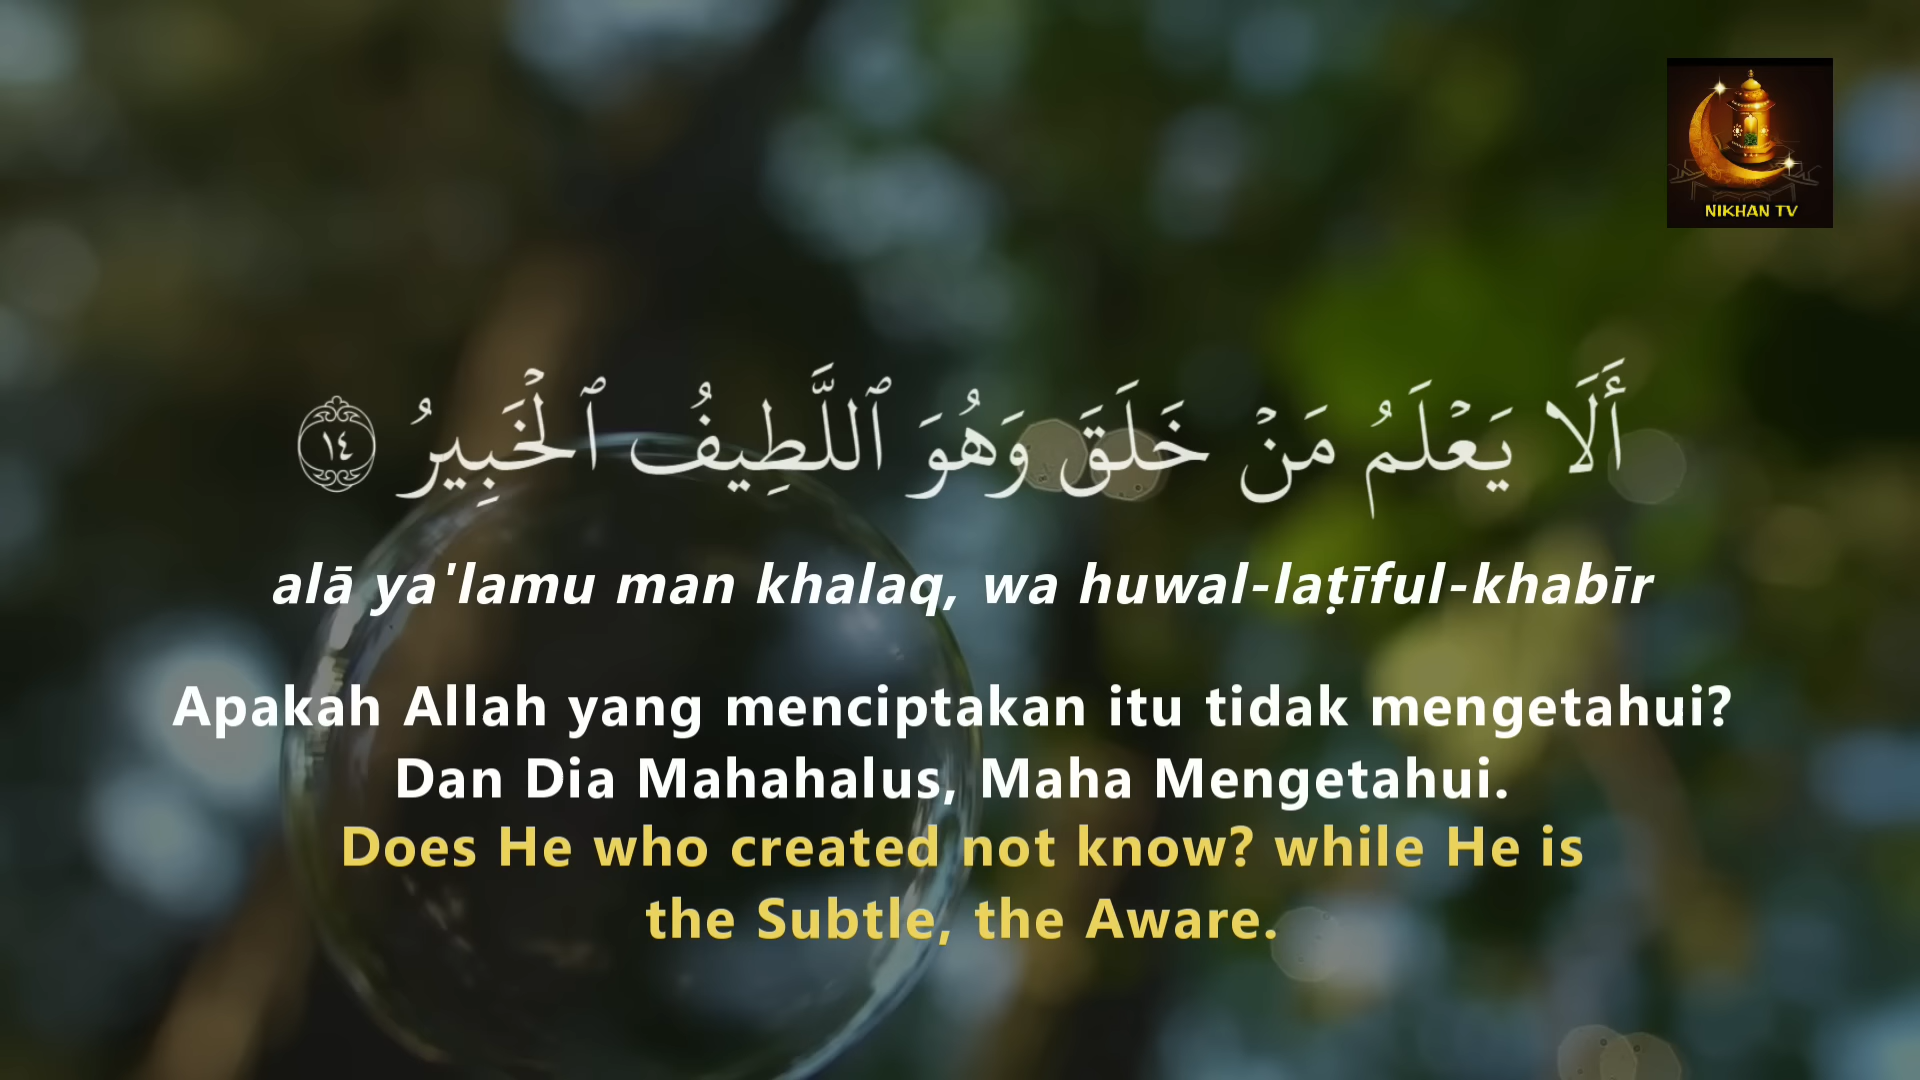 NIKHAN TV
أَلَا يَعْلَمُ مَنْ خَلَقَ وَهُوَ ٱللَّطِيفُ ٱلْخَبِيرُ ١٤
alā ya'lamu man khalaq, wa huwal-laṭīful-khabīr
Apakah Allah yang menciptakan itu tidak mengetahui?
Dan Dia Mahahalus, Maha Mengetahui.
Does He who created not know? while He is
the Subtle, the Aware.